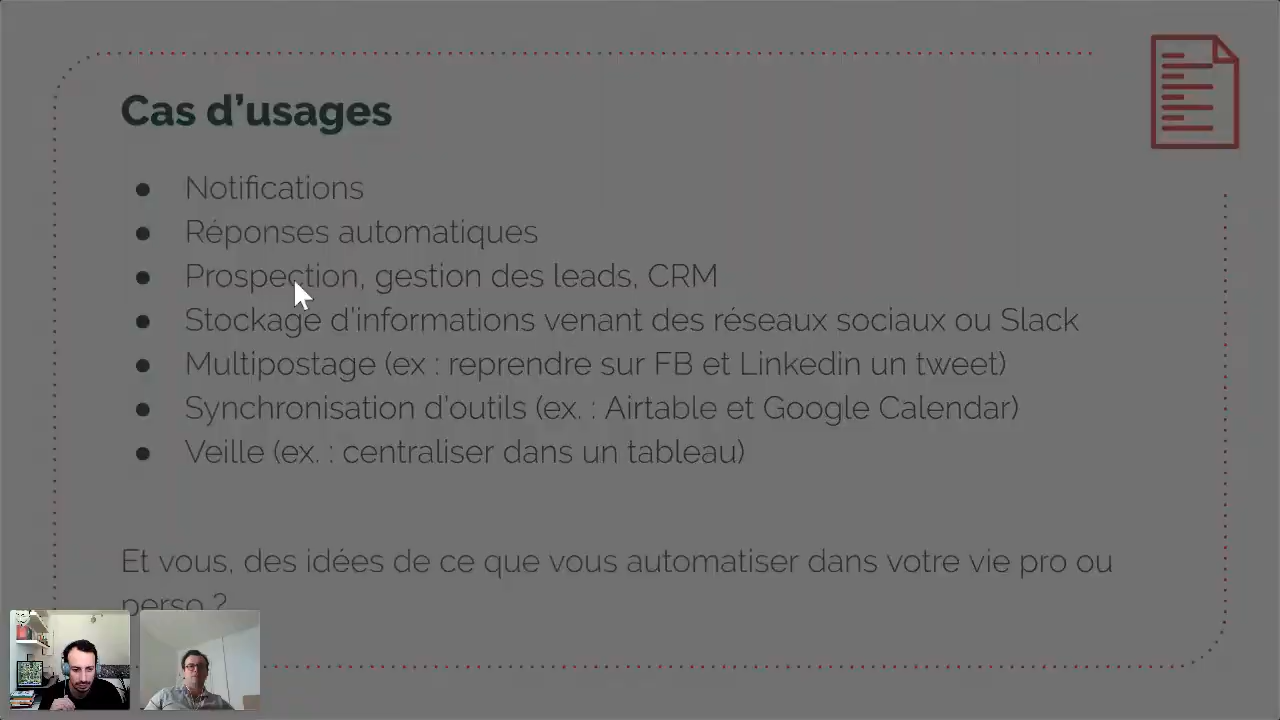 Cas d’usages
● Notifications
● Réponses automatiques
● Prospection, gestion des leads, CRM
● Stockage d’informations venant des réseaux sociaux ou Slack
● Multipostage (ex : reprendre sur FB et Linkedin un tweet)
● Synchronisation d’outils (ex. : Airtable et Google Calendar)
● Veille (ex. : centraliser dans un tableau)
Et vous, des idées de ce que vous automatiser dans votre vie pro ou
perso ?